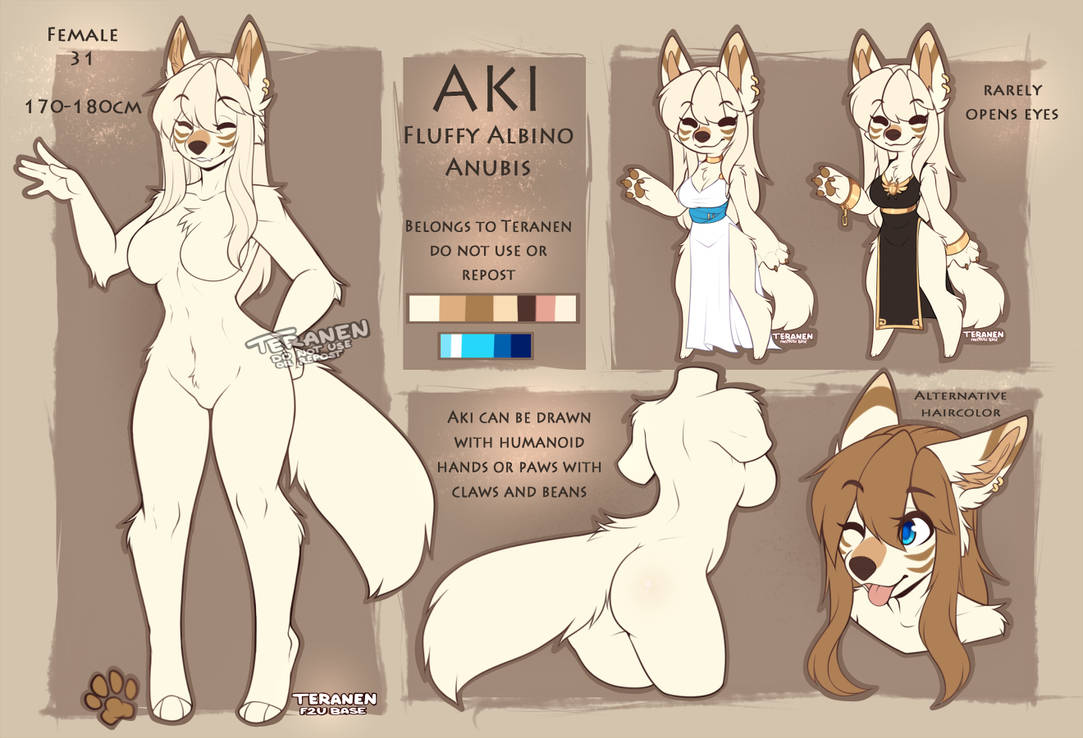 FEMALE
31
170-180CM
AKI
FLUFFY ALBINO
ANUBIS
BELONGS TO TERANEN
DO NOT USE OR
REPOST
RARELY
OPENS EYES
TERANEN
TERANEN
TERANEN
DO NOT USE
OR REPOST
AKI CAN BE DRAWN
WITH HUMANOID
HANDS OR PAWS WITH
CLAWS AND BEANS
ALTERNATIVE
HAIRCOLOR
TERANEN
F2U BASE